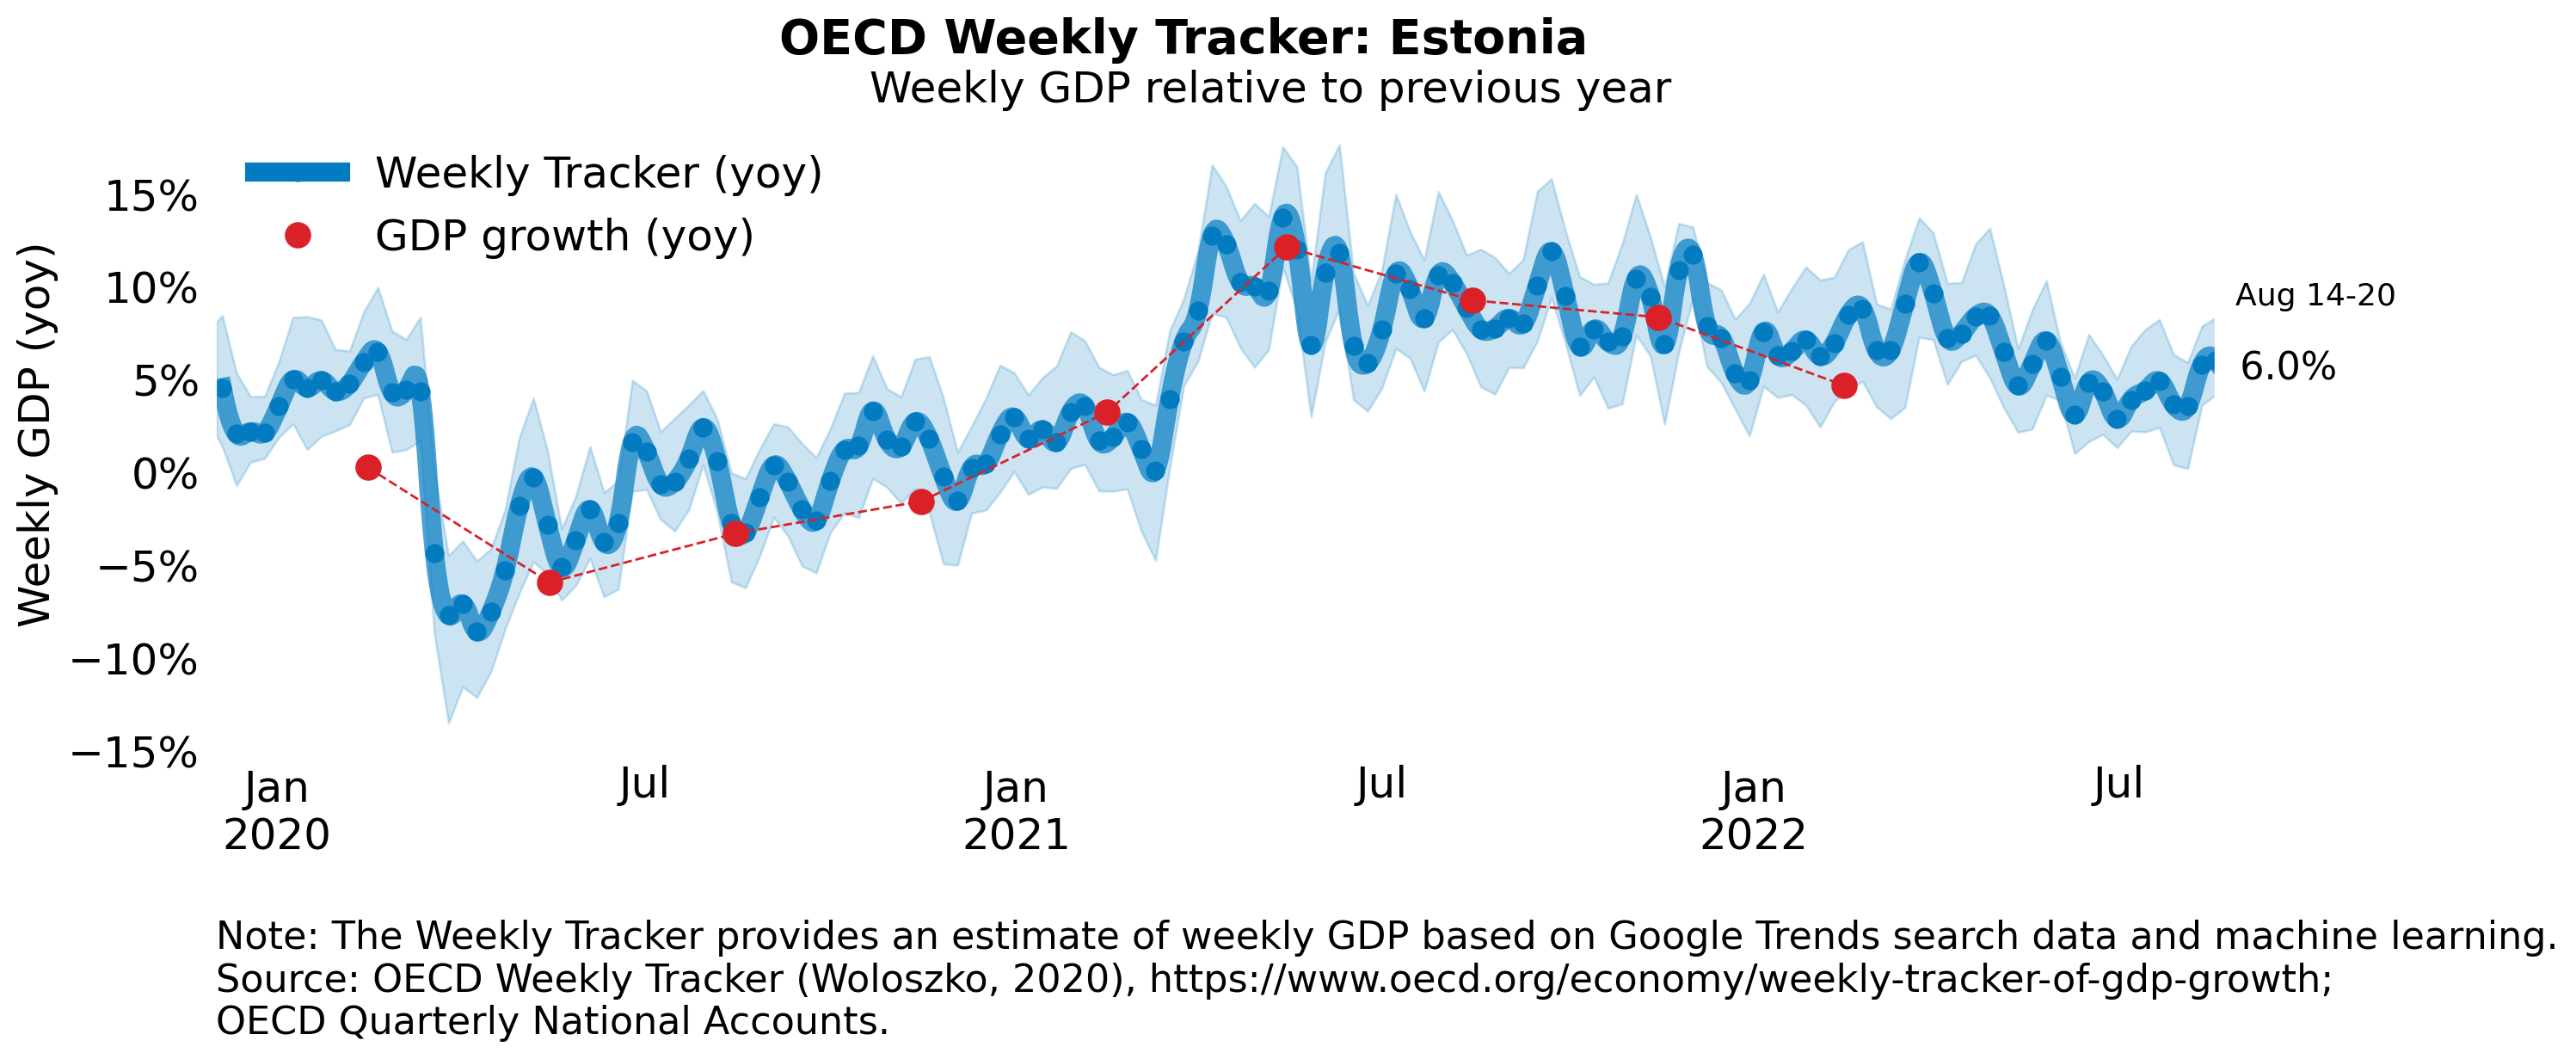 OECD Weekly Tracker: Estonia
Weekly GDP relative to previous year
Weekly Tracker (yoy)
GDP growth (yoy)
Weekly GDP (yoy)
15%
10%
5%
0%
−5%
−10%
−15%
Aug 14-20
6.0%
Jan
2020
Jul
Jan
2021
Jul
Jan
2022
Jul
Note: The Weekly Tracker provides an estimate of weekly GDP based on Google Trends search data and machine learning.
Source: OECD Weekly Tracker (Woloszko, 2020), https://www.oecd.org/economy/weekly-tracker-of-gdp-growth;
OECD Quarterly National Accounts.